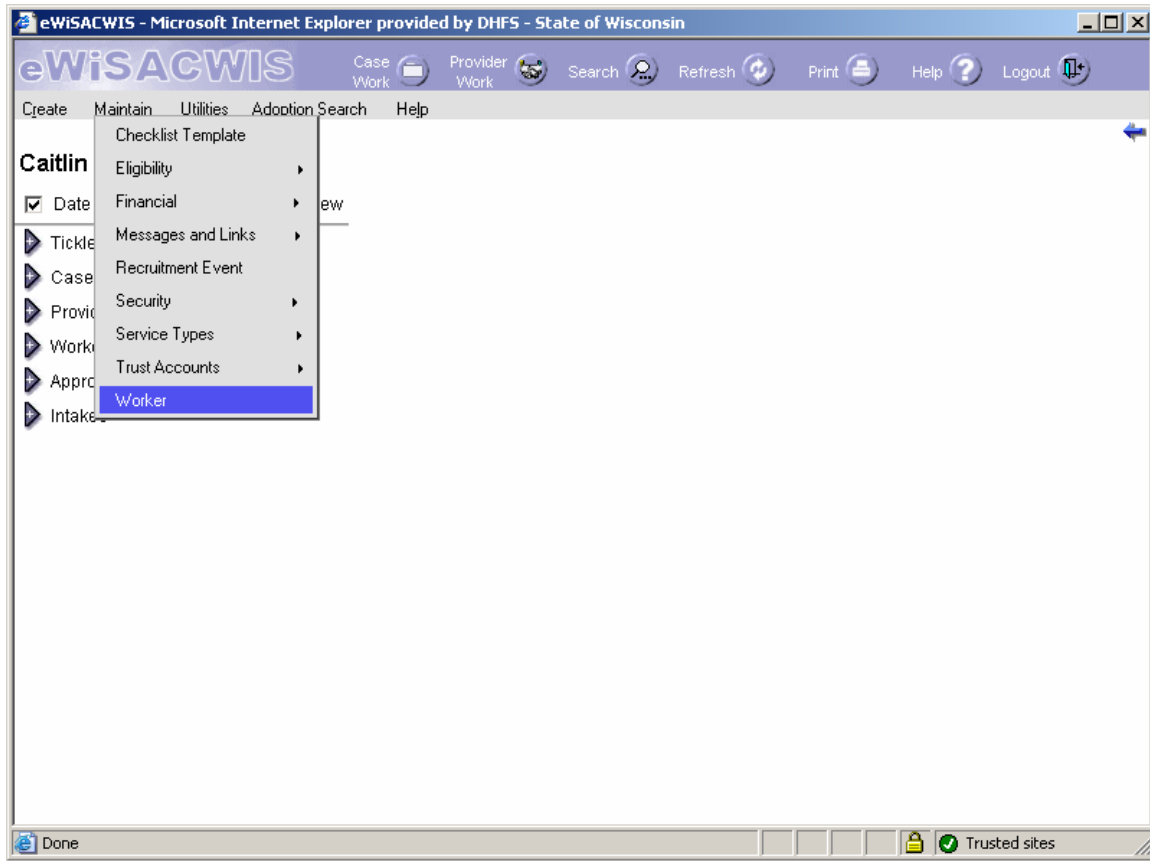 eWiSACWIS - Microsoft Internet Explorer provided by DHFS - State of Wisconsin
eWiSACWIS Case Work Provider Work Search Refresh Print Help Logout
Create Maintain Utilities Adoption Search Help
Checklist Template
Caitlin Eligibility
Date Financial ew
Tickle Messages and Links
Case Recruitment Event
Provid Security
Worke Service Types
Appro Trust Accounts
Worker
Intakes
Done Trusted sites